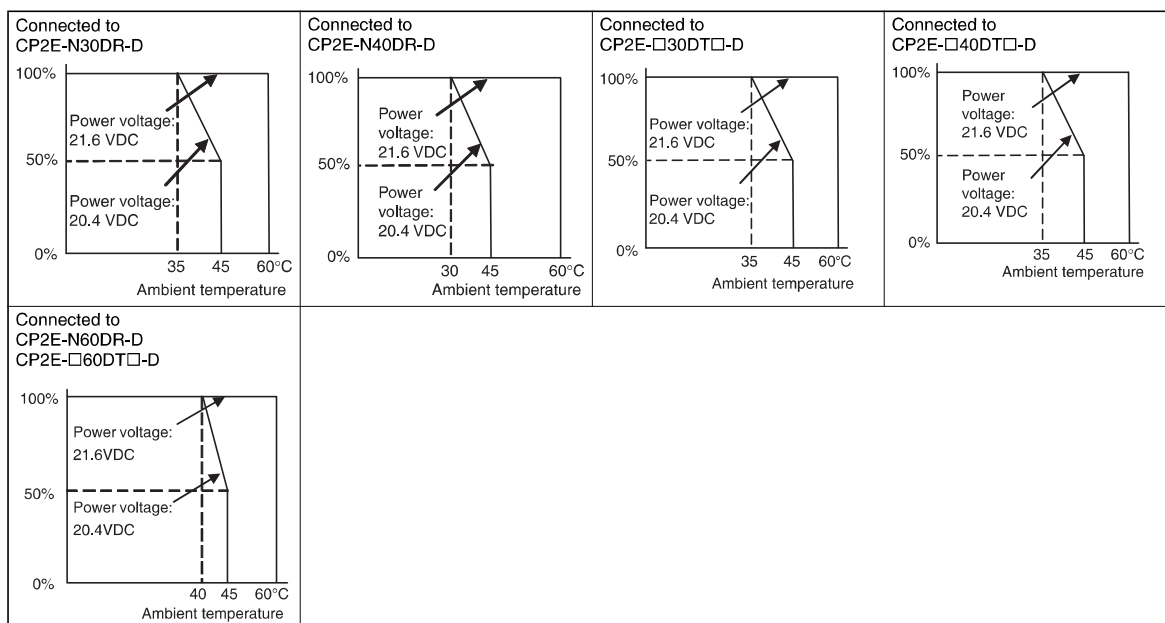 Connected to
CP2E-N30DR-D
100%
Power voltage:
21.6 VDC
50%
Power voltage:
20.4 VDC
0%
35 45 60°C
Ambient temperature
Connected to
CP2E-N40DR-D
100%
Power
voltage:
21.6 VDC
50%
Power
voltage:
20.4 VDC
0%
30 45 60°C
Ambient temperature
Connected to
CP2E-□30DT□-D
100%
Power voltage:
21.6 VDC
50%
Power voltage:
20.4 VDC
0%
35 45 60°C
Ambient temperature
Connected to
CP2E-□40DT□-D
100%
Power
voltage:
21.6 VDC
50%
Power
voltage:
20.4 VDC
0%
35 45 60°C
Ambient temperature
Connected to
CP2E-N60DR-D
CP2E-□60DT□-D
100%
Power voltage:
21.6VDC
50%
Power voltage:
20.4VDC
0%
40 45 60°C
Ambient temperature